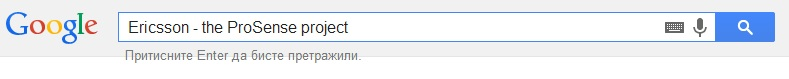 Google Ericsson - the ProSense project
Притисните Enter да бисте претражили.